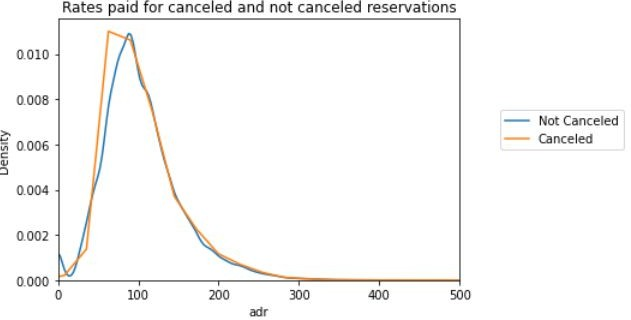 Rates paid for canceled and not canceled reservations
0.010
0.008
0.006
0.004
0.002
0.000
Density
0 100 200 300 400 500
adr
Not Canceled
Canceled